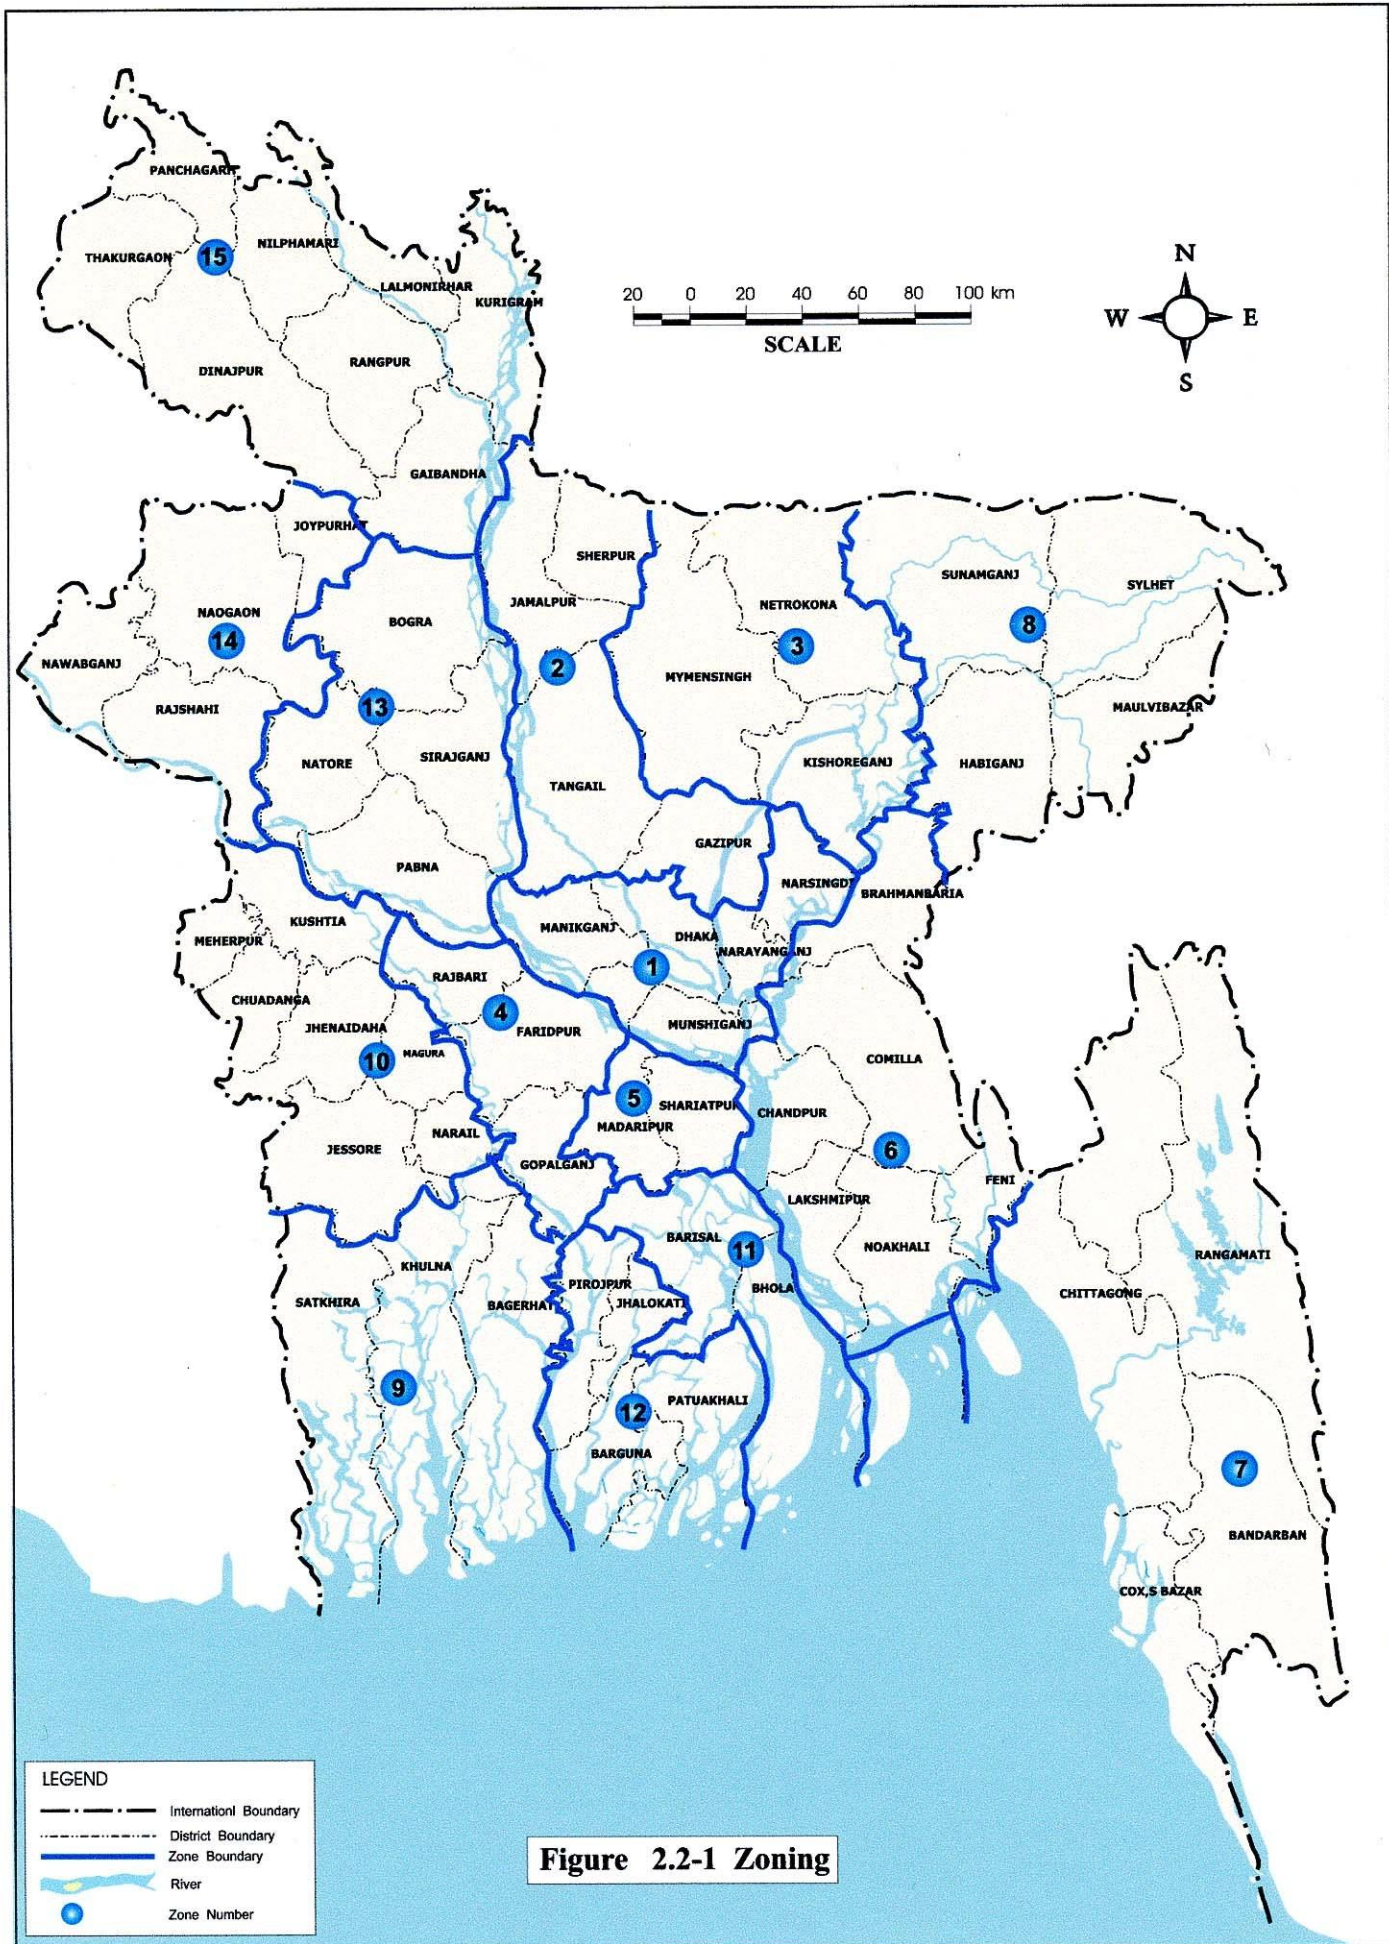 PANCHAGARH
THAKURGAON
15
NILPHAMARI
LALMONIRHAR
KURIGRAM
DINAJPUR
RANGPUR
GAIBANDHA
20 0 20 40 60 80 100 km
SCALE
N
W E
S
JOYPURHAT
SHERPUR
SUNAMGANJ
SYLHET
NAOGAON
14
BOGRA
JAMALPUR
NETROKONA
8
NAWABGANJ
2
3
RAJSHAHI
13
MYMENSINGH
MAULVIBAZAR
NATORE
SIRAJGANJ
TANGAIL
KISHOREGANJ
HABIGANJ
PABNA
GAZIPUR
NARSINGDI
BRAHMANBARIA
KUSHTIA
MEHERPUR
MANIKGANJ
DHAKA
NARAYANGANJ
RAJBARI
1
CHUADANGA
JHENAIDAHA
4
FARIDPUR
MUNSHIGANJ
10
MAGURA
COMILLA
5
SHARIATPUR
MADARIPUR
CHANDPUR
JESSORE
NARAIL
GOPALGANJ
6
FENI
LAKSHMIPUR
NOAKHALI
BARISAL
11
RANGAMATI
KHULNA
SATKHIRA
BAGERHAT
PIROJPUR
JHALOKATI
BHOLA
CHITTAGONG
9
12
PATUAKHALI
BARGUNA
7
BANDARBAN
COX,S BAZAR
LEGEND
Internationl Boundary
District Boundary
Zone Boundary
River
Zone Number
Figure 2.2-1 Zoning